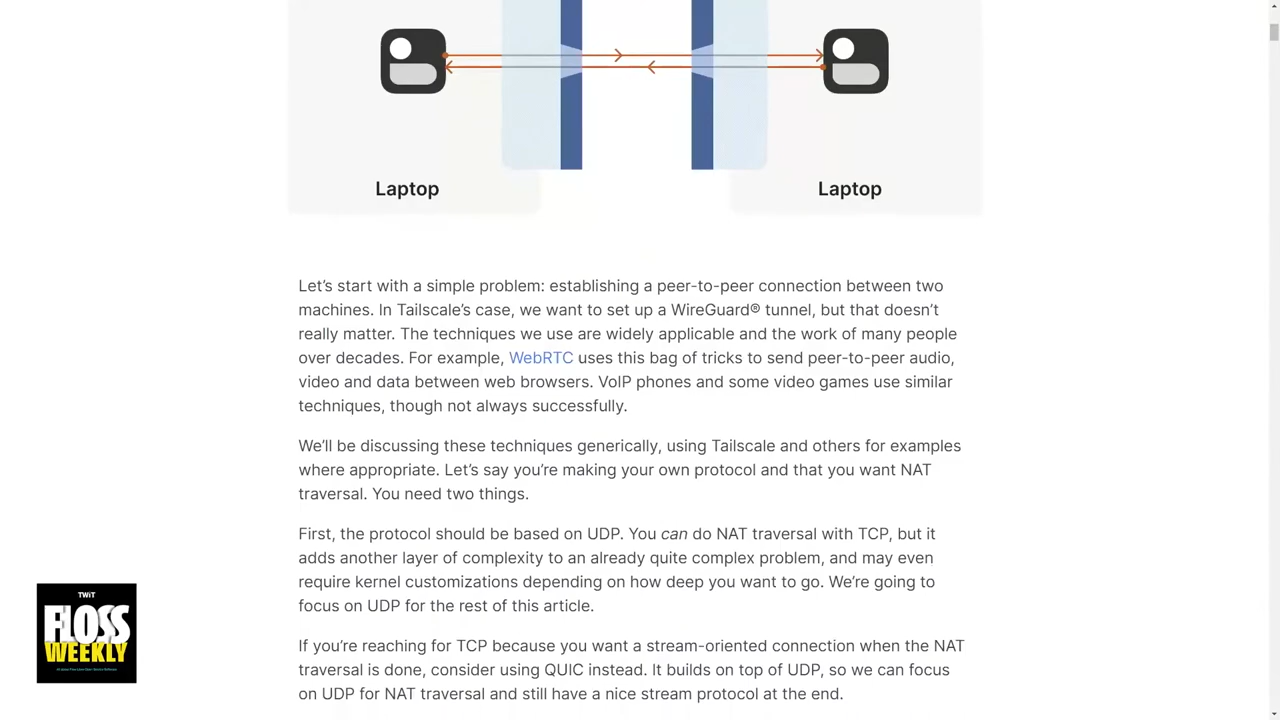 Laptop
Laptop
Let’s start with a simple problem: establishing a peer-to-peer connection between two
machines. In Tailscale’s case, we want to set up a WireGuard® tunnel, but that doesn’t
really matter. The techniques we use are widely applicable and the work of many people
over decades. For example, WebRTC uses this bag of tricks to send peer-to-peer audio,
video and data between web browsers. VoIP phones and some video games use similar
techniques, though not always successfully.
We’ll be discussing these techniques generically, using Tailscale and others for examples
where appropriate. Let’s say you’re making your own protocol and that you want NAT
traversal. You need two things.
First, the protocol should be based on UDP. You can do NAT traversal with TCP, but it
adds another layer of complexity to an already quite complex problem, and may even
require kernel customizations depending on how deep you want to go. We’re going to
focus on UDP for the rest of this article.
If you’re reaching for TCP because you want a stream-oriented connection when the NAT
traversal is done, consider using QUIC instead. It builds on top of UDP, so we can focus
on UDP for NAT traversal and still have a nice stream protocol at the end.
TWiT
FLOSS
WEEKLY